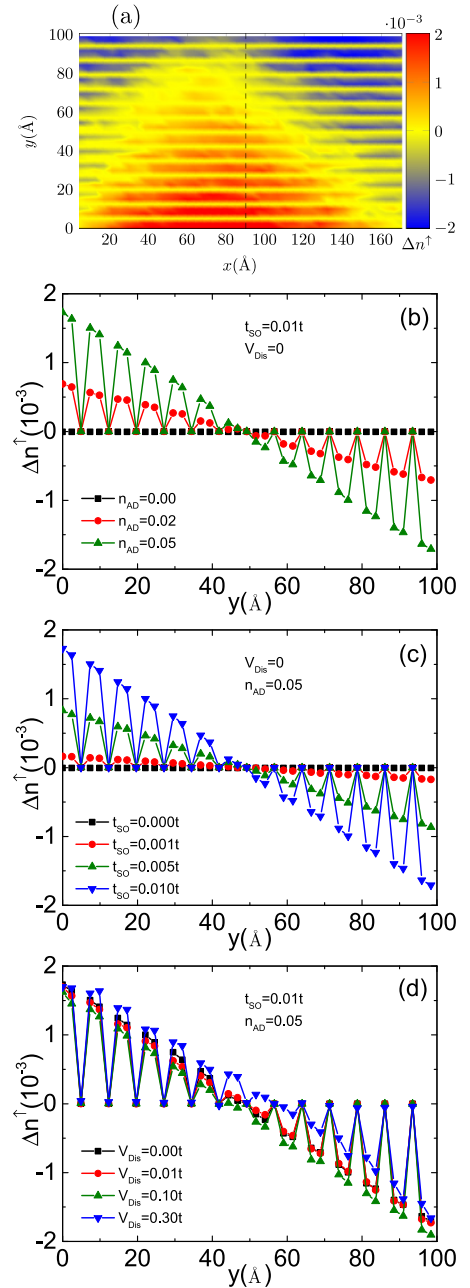 (a)
·10⁻³
100
80
60
40
20
0
y(Å)
20 40 60 80 100 120 140 160
x(Å)
2
1
0
−1
−2
Δn↑
(b)
t_SO=0.01t
V_Dis=0
2
1
0
-1
-2
Δn↑(10⁻³)
n_AD=0.00
n_AD=0.02
n_AD=0.05
0 20 40 60 80 100
y(Å)
(c)
V_Dis=0
n_AD=0.05
2
1
0
-1
-2
Δn↑(10⁻³)
t_SO=0.000t
t_SO=0.001t
t_SO=0.005t
t_SO=0.010t
0 20 40 60 80 100
y(Å)
(d)
t_SO=0.01t
n_AD=0.05
2
1
0
-1
-2
Δn↑(10⁻³)
V_Dis=0.00t
V_Dis=0.01t
V_Dis=0.10t
V_Dis=0.30t
0 20 40 60 80 100
y(Å)